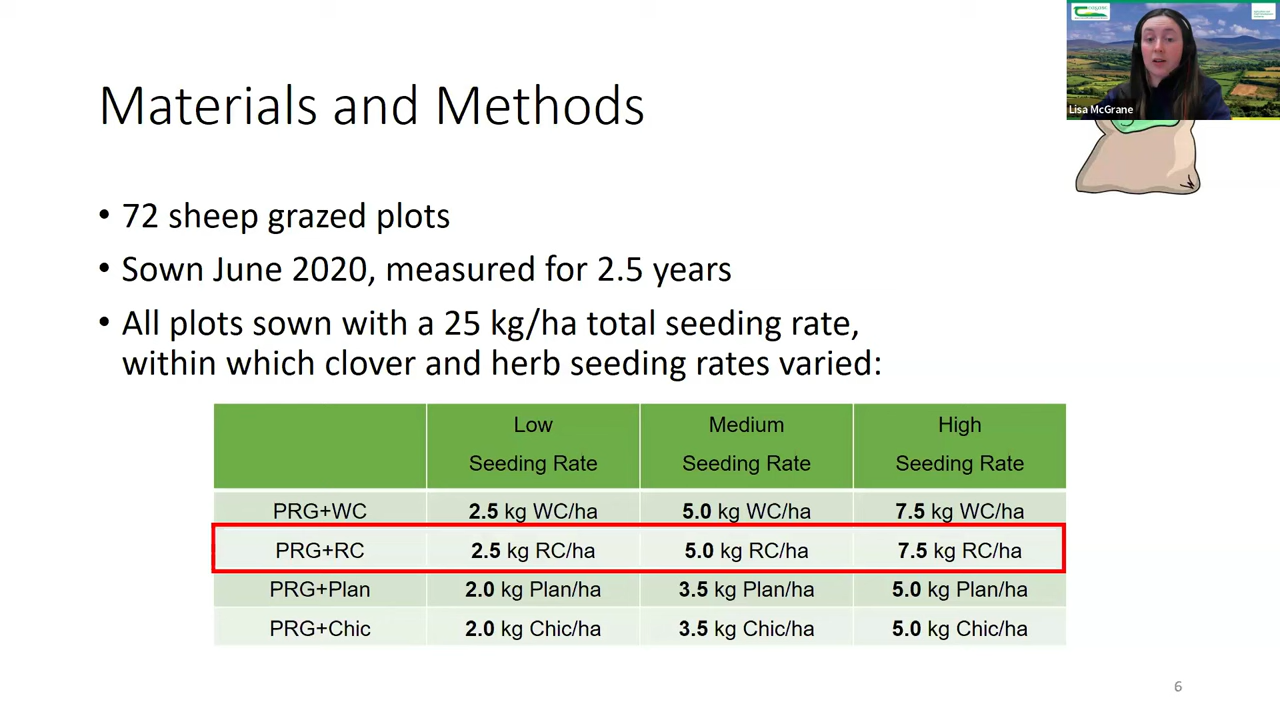 Lisa McGrane
Materials and Methods
• 72 sheep grazed plots
• Sown June 2020, measured for 2.5 years
• All plots sown with a 25 kg/ha total seeding rate,
within which clover and herb seeding rates varied:
Low Medium High
Seeding Rate Seeding Rate Seeding Rate
PRG+WC 2.5 kg WC/ha 5.0 kg WC/ha 7.5 kg WC/ha
PRG+RC 2.5 kg RC/ha 5.0 kg RC/ha 7.5 kg RC/ha
PRG+Plan 2.0 kg Plan/ha 3.5 kg Plan/ha 5.0 kg Plan/ha
PRG+Chic 2.0 kg Chic/ha 3.5 kg Chic/ha 5.0 kg Chic/ha
6